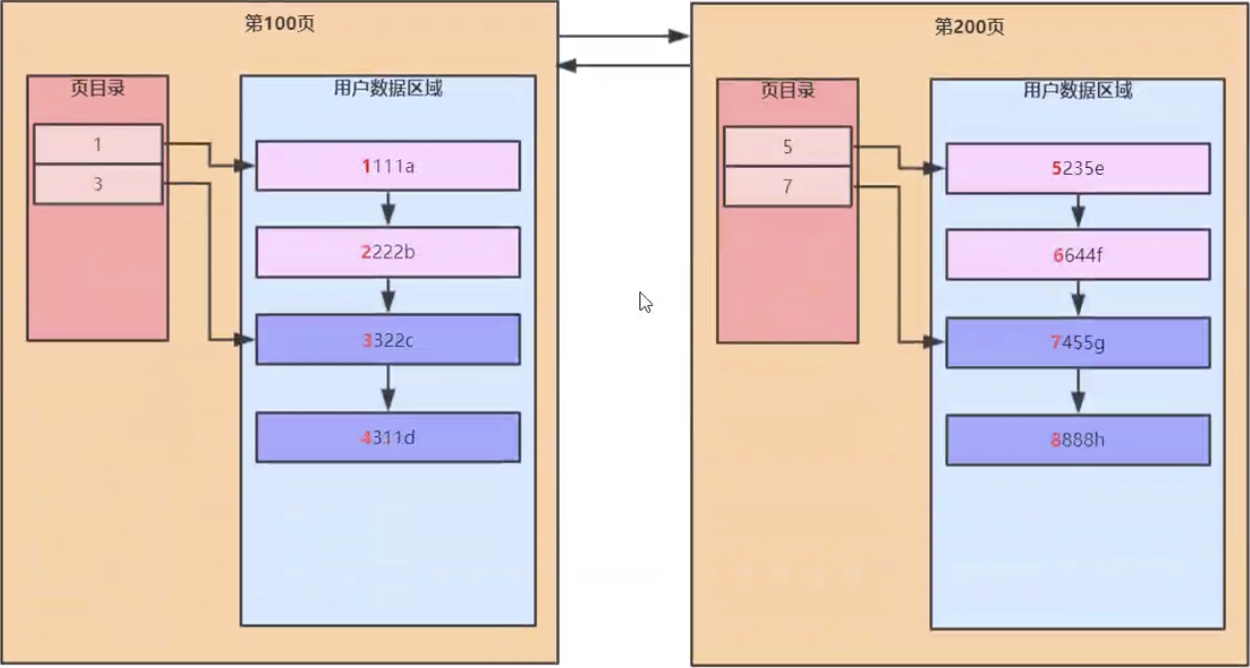 第100页
页目录
1
3
用户数据区域
1111a
2222b
3322c
4311d
第200页
页目录
5
7
用户数据区域
5235e
6644f
7455g
8888h